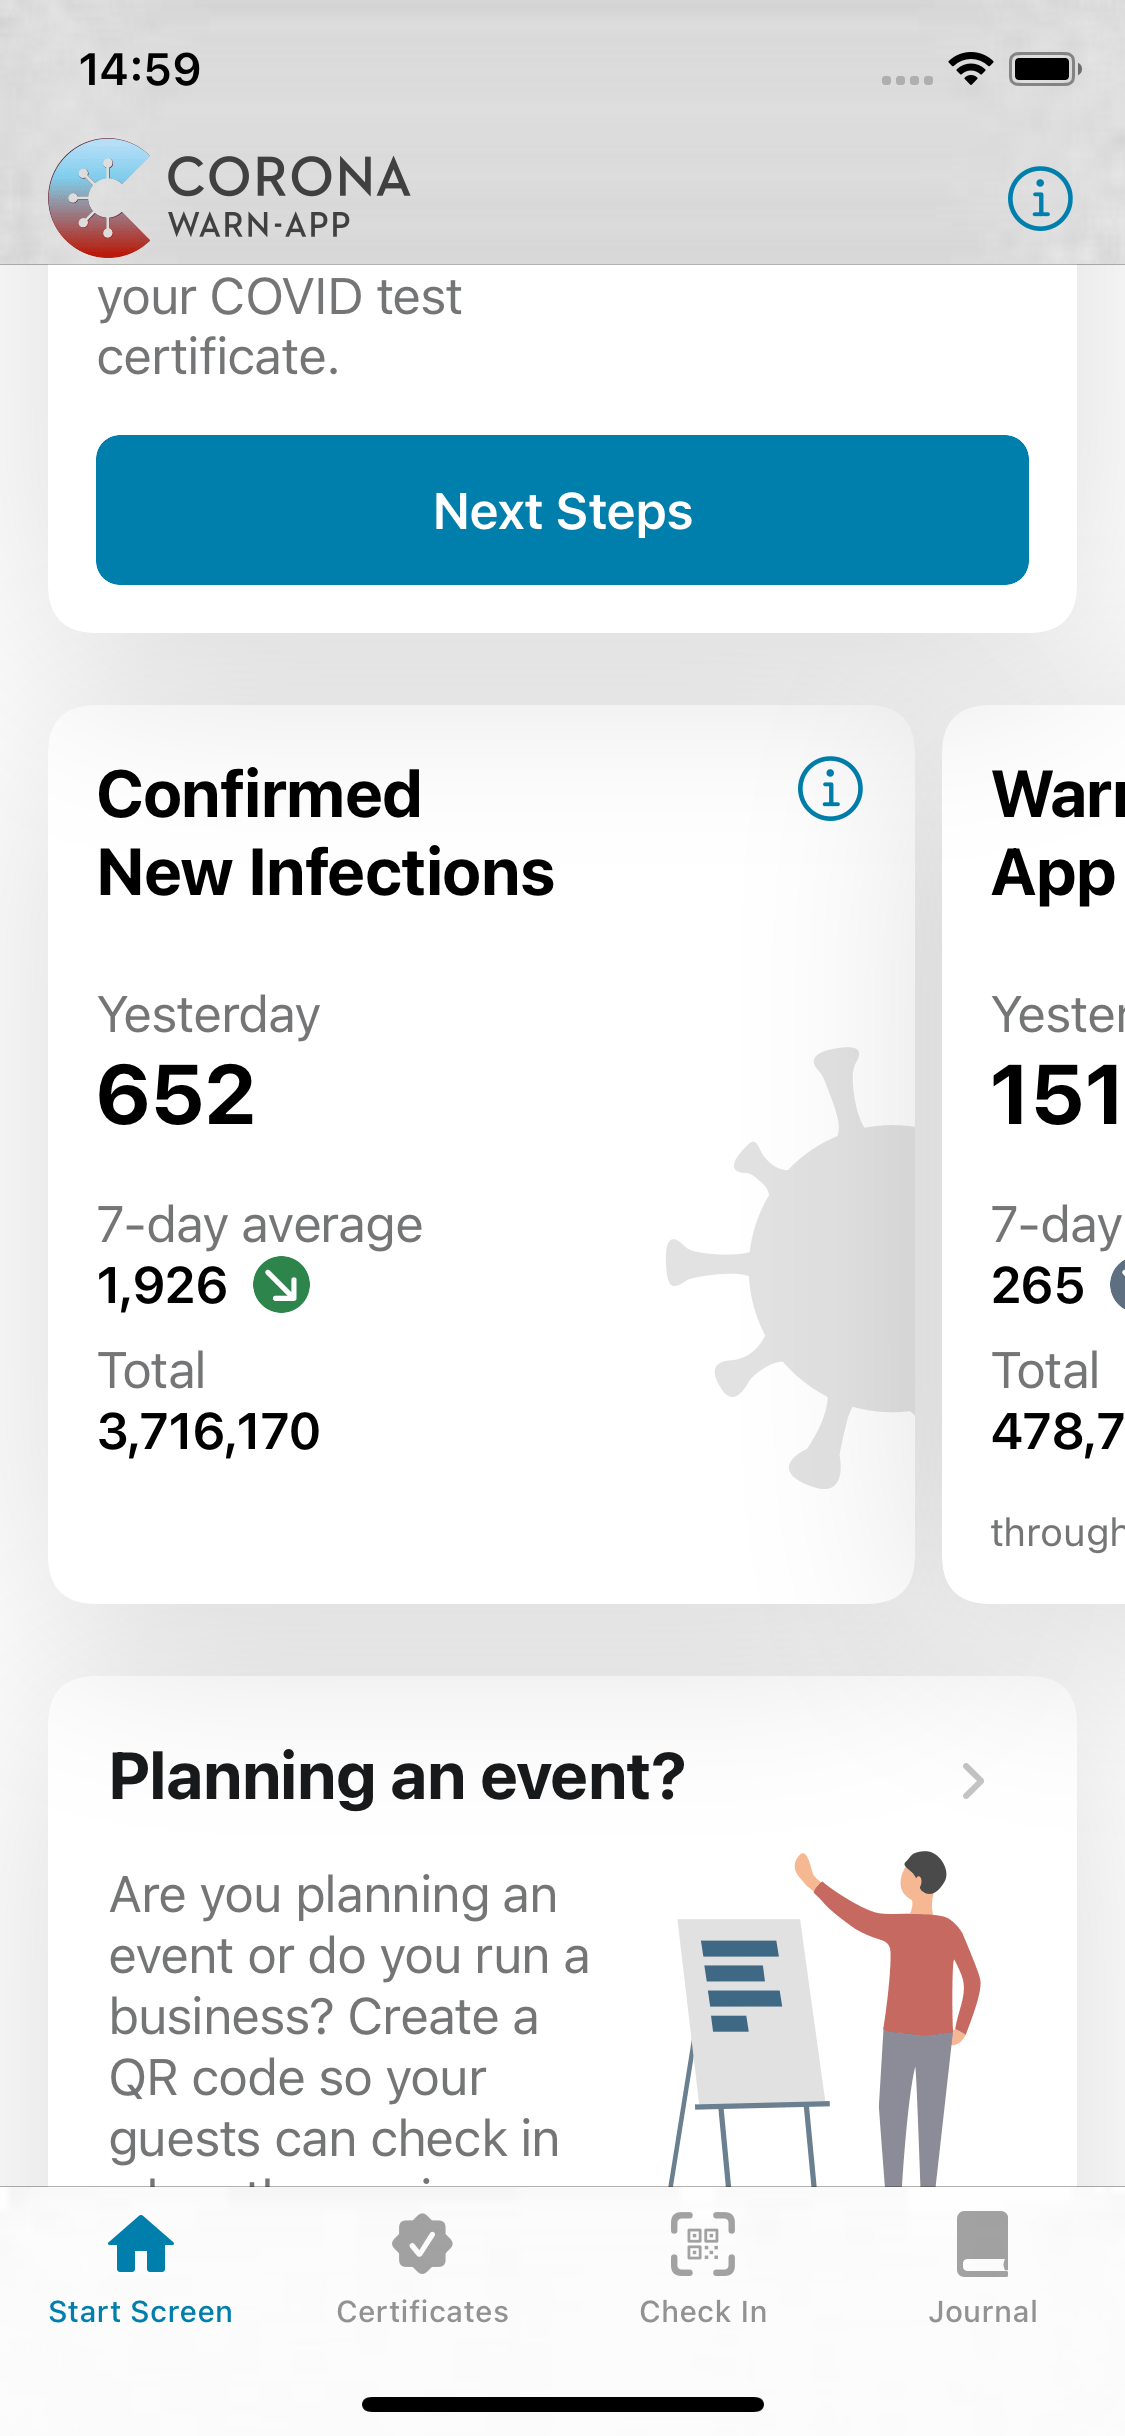 14:59
CORONA
WARN-APP
your COVID test
certificate.
Next Steps
Confirmed
New Infections
Yesterday
652
7-day average
1,926
Total
3,716,170
App
151
7-day
265
Total
478,7
through
Planning an event?
Are you planning an
event or do you run a
business? Create a
QR code so your
guests can check in
Start Screen
Certificates
Check In
Journal